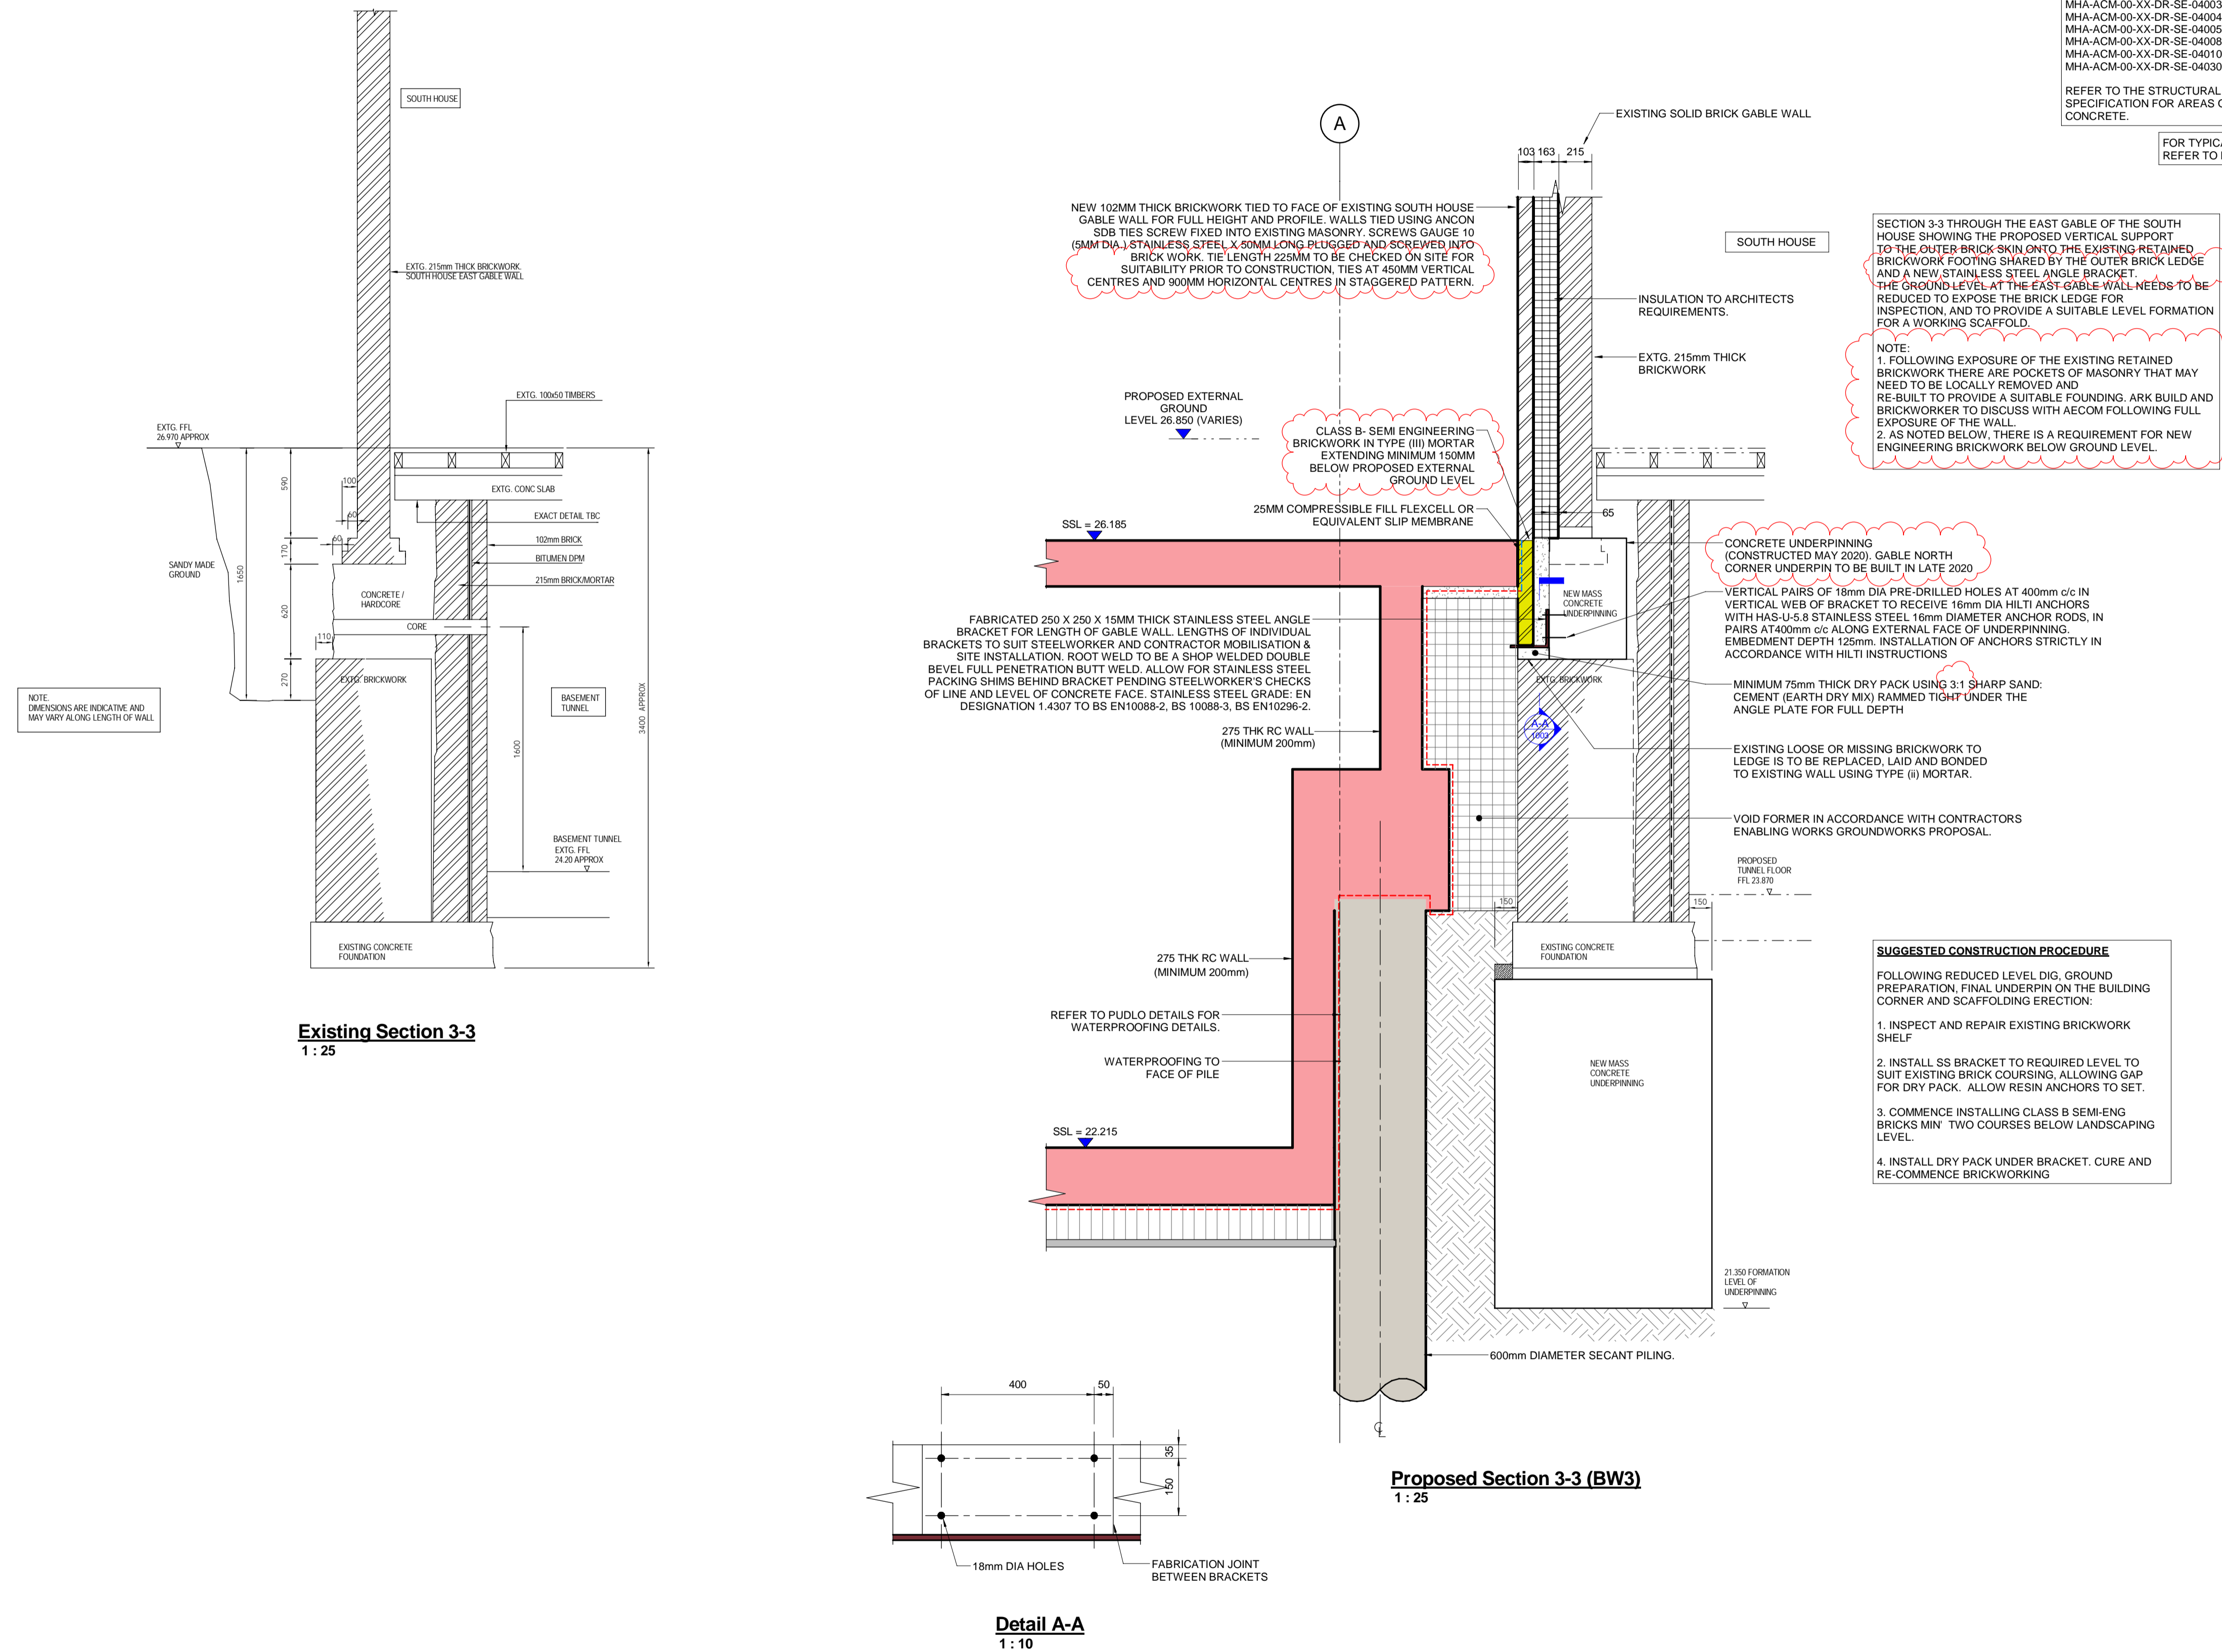 SOUTH HOUSE
EXTG. 215mm THICK BRICKWORK.
SOUTH HOUSE EAST GABLE WALL
EXTG. 100x50 TIMBERS
EXTG. FFL
26.970 APPROX
590
100
60
60
170
1650
620
110
270
SANDY MADE
GROUND
EXTG. CONC SLAB
EXACT DETAIL TBC
102mm BRICK
BITUMEN DPM
215mm BRICK/MORTAR
CONCRETE /
HARDCORE
CORE
EXTG. BRICKWORK
NOTE.
DIMENSIONS ARE INDICATIVE AND
MAY VARY ALONG LENGTH OF WALL
BASEMENT
TUNNEL
1600
3400 APPROX
BASEMENT TUNNEL
EXTG. FFL
24.20 APPROX
EXISTING CONCRETE
FOUNDATION
Existing Section 3-3
1 : 25
A
EXISTING SOLID BRICK GABLE WALL
103 163 215
NEW 102MM THICK BRICKWORK TIED TO FACE OF EXISTING SOUTH HOUSE
GABLE WALL FOR FULL HEIGHT AND PROFILE. WALLS TIED USING ANCON
SDB TIES SCREW FIXED INTO EXISTING MASONRY. SCREWS GAUGE 10
(5MM DIA.) STAINLESS STEEL X 50MM LONG PLUGGED AND SCREWED INTO
BRICK WORK. TIE LENGTH 225MM TO BE CHECKED ON SITE FOR
SUITABILITY PRIOR TO CONSTRUCTION, TIES AT 450MM VERTICAL
CENTRES AND 900MM HORIZONTAL CENTRES IN STAGGERED PATTERN.
SOUTH HOUSE
INSULATION TO ARCHITECTS
REQUIREMENTS.
EXTG. 215mm THICK
BRICKWORK
PROPOSED EXTERNAL
GROUND
LEVEL 26.850 (VARIES)
CLASS B- SEMI ENGINEERING
BRICKWORK IN TYPE (III) MORTAR
EXTENDING MINIMUM 150MM
BELOW PROPOSED EXTERNAL
GROUND LEVEL
25MM COMPRESSIBLE FILL FLEXCELL OR
EQUIVALENT SLIP MEMBRANE
65
SSL = 26.185
L
CONCRETE UNDERPINNING
(CONSTRUCTED MAY 2020). GABLE NORTH
CORNER UNDERPIN TO BE BUILT IN LATE 2020
NEW MASS
CONCRETE
UNDERPINNING
VERTICAL PAIRS OF 18mm DIA PRE-DRILLED HOLES AT 400mm c/c IN
VERTICAL WEB OF BRACKET TO RECEIVE 16mm DIA HILTI ANCHORS
WITH HAS-U-5.8 STAINLESS STEEL 16mm DIAMETER ANCHOR RODS, IN
PAIRS AT400mm c/c ALONG EXTERNAL FACE OF UNDERPINNING.
EMBEDMENT DEPTH 125mm. INSTALLATION OF ANCHORS STRICTLY IN
ACCORDANCE WITH HILTI INSTRUCTIONS
FABRICATED 250 X 250 X 15MM THICK STAINLESS STEEL ANGLE
BRACKET FOR LENGTH OF GABLE WALL. LENGTHS OF INDIVIDUAL
BRACKETS TO SUIT STEELWORKER AND CONTRACTOR MOBILISATION &
SITE INSTALLATION. ROOT WELD TO BE A SHOP WELDED DOUBLE
BEVEL FULL PENETRATION BUTT WELD. ALLOW FOR STAINLESS STEEL
PACKING SHIMS BEHIND BRACKET PENDING STEELWORKER'S CHECKS
OF LINE AND LEVEL OF CONCRETE FACE. STAINLESS STEEL GRADE: EN
DESIGNATION 1.4307 TO BS EN10088-2, BS 10088-3, BS EN10296-2.
EXTG. BRICKWORK
A-A
1003
MINIMUM 75mm THICK DRY PACK USING 3:1 SHARP SAND:
CEMENT (EARTH DRY MIX) RAMMED TIGHT UNDER THE
ANGLE PLATE FOR FULL DEPTH
275 THK RC WALL
(MINIMUM 200mm)
EXISTING LOOSE OR MISSING BRICKWORK TO
LEDGE IS TO BE REPLACED, LAID AND BONDED
TO EXISTING WALL USING TYPE (ii) MORTAR.
VOID FORMER IN ACCORDANCE WITH CONTRACTORS
ENABLING WORKS GROUNDWORKS PROPOSAL.
PROPOSED
TUNNEL FLOOR
FFL 23.870
150
150
EXISTING CONCRETE
FOUNDATION
275 THK RC WALL
(MINIMUM 200mm)
REFER TO PUDLO DETAILS FOR
WATERPROOFING DETAILS.
WATERPROOFING TO
FACE OF PILE
NEW MASS
CONCRETE
UNDERPINNING
SSL = 22.215
21.350 FORMATION
LEVEL OF
UNDERPINNING
600mm DIAMETER SECANT PILING.
CL
Proposed Section 3-3 (BW3)
1 : 25
400
50
35
150
18mm DIA HOLES
FABRICATION JOINT
BETWEEN BRACKETS
Detail A-A
1 : 10
MHA-ACM-00-XX-DR-SE-04003
MHA-ACM-00-XX-DR-SE-04004
MHA-ACM-00-XX-DR-SE-04005
MHA-ACM-00-XX-DR-SE-04008
MHA-ACM-00-XX-DR-SE-04010
MHA-ACM-00-XX-DR-SE-04030
REFER TO THE STRUCTURAL
SPECIFICATION FOR AREAS
CONCRETE.
FOR
REFER TO
SECTION 3-3 THROUGH THE EAST GABLE OF THE SOUTH
HOUSE SHOWING THE PROPOSED VERTICAL SUPPORT
TO THE OUTER BRICK SKIN ONTO THE EXISTING RETAINED
BRICKWORK FOOTING SHARED BY THE OUTER BRICK LEDGE
AND A NEW STAINLESS STEEL ANGLE BRACKET.
THE GROUND LEVEL AT THE EAST GABLE WALL NEEDS TO BE
REDUCED TO EXPOSE THE BRICK LEDGE FOR
INSPECTION, AND TO PROVIDE A SUITABLE LEVEL FORMATION
FOR A WORKING SCAFFOLD.
NOTE:
1. FOLLOWING EXPOSURE OF THE EXISTING RETAINED
BRICKWORK THERE ARE POCKETS OF MASONRY THAT MAY
NEED TO BE LOCALLY REMOVED AND
RE-BUILT TO PROVIDE A SUITABLE FOUNDING. ARK BUILD AND
BRICKWORKER TO DISCUSS WITH AECOM FOLLOWING FULL
EXPOSURE OF THE WALL.
2. AS NOTED BELOW, THERE IS A REQUIREMENT FOR NEW
ENGINEERING BRICKWORK BELOW GROUND LEVEL.
SUGGESTED CONSTRUCTION PROCEDURE
FOLLOWING REDUCED LEVEL DIG, GROUND
PREPARATION, FINAL UNDERPIN ON THE BUILDING
CORNER AND SCAFFOLDING ERECTION:
1. INSPECT AND REPAIR EXISTING BRICKWORK
SHELF
2. INSTALL SS BRACKET TO REQUIRED LEVEL TO
SUIT EXISTING BRICK COURSING, ALLOWING GAP
FOR DRY PACK. ALLOW RESIN ANCHORS TO SET.
3. COMMENCE INSTALLING CLASS B SEMI-ENG
BRICKS MIN' TWO COURSES BELOW LANDSCAPING
LEVEL.
4. INSTALL DRY PACK UNDER BRACKET. CURE AND
RE-COMMENCE BRICKWORKING